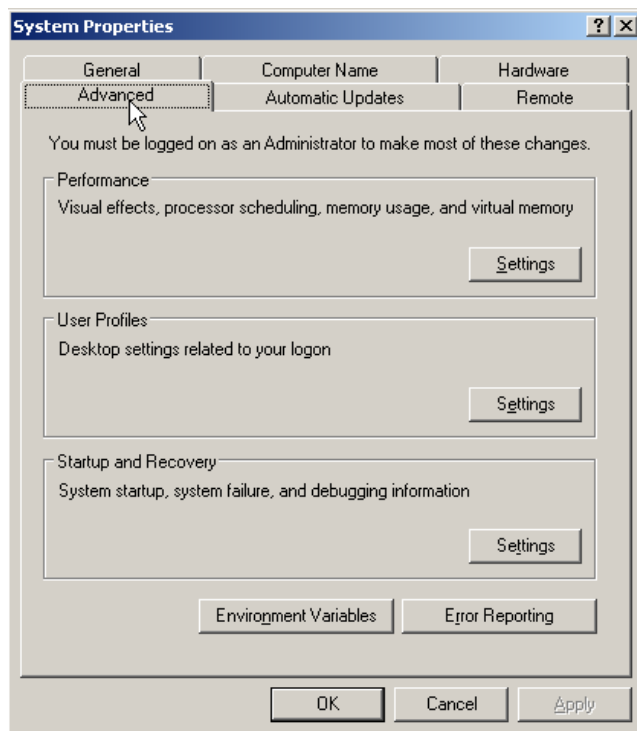 System Properties
General Computer Name Hardware
Advanced Automatic Updates Remote
You must be logged on as an Administrator to make most of these changes.
Performance
Visual effects, processor scheduling, memory usage, and virtual memory
Settings
User Profiles
Desktop settings related to your logon
Settings
Startup and Recovery
System startup, system failure, and debugging information
Settings
Environment Variables Error Reporting
OK Cancel Apply